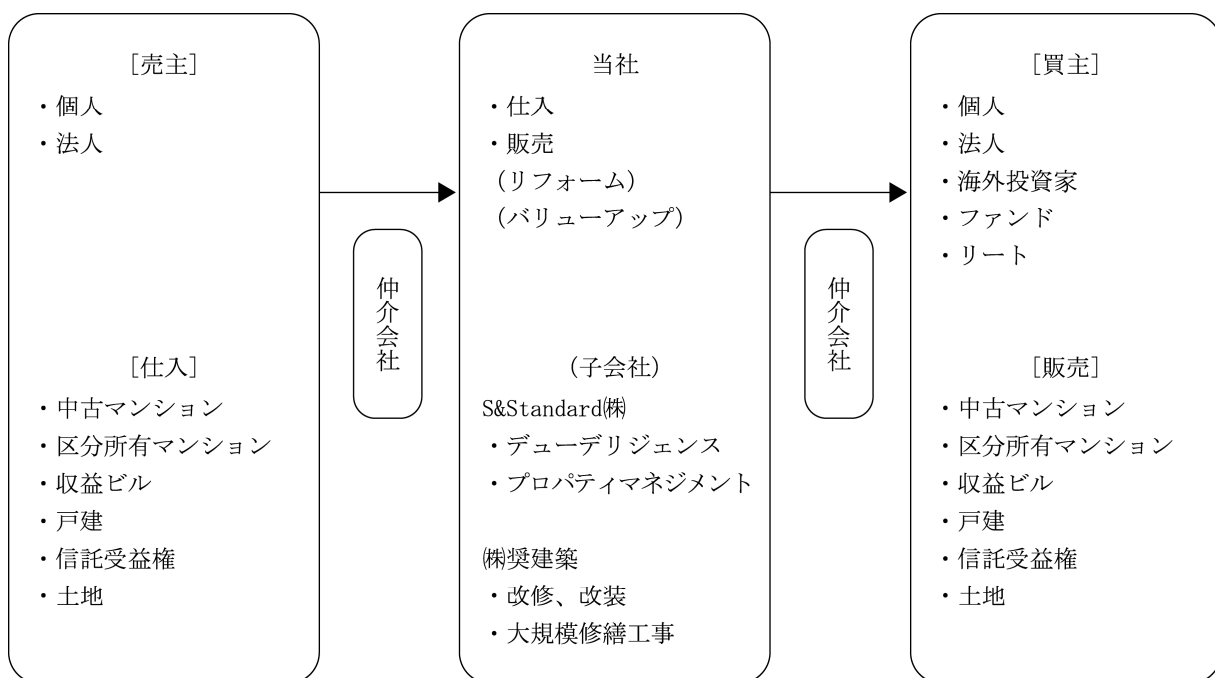 [売主]
・個人
・法人
[仕入]
・中古マンション
・区分所有マンション
・収益ビル
・戸建
・信託受益権
・土地
仲介会社
当社
・仕入
・販売
(リフォーム)
(バリューアップ)
(子会社)
S&Standard㈱
・デューデリジェンス
・プロパティマネジメント
㈱奨建築
・改修、改装
・大規模修繕工事
仲介会社
[買主]
・個人
・法人
・海外投資家
・ファンド
・リート
[販売]
・中古マンション
・区分所有マンション
・収益ビル
・戸建
・信託受益権
・土地